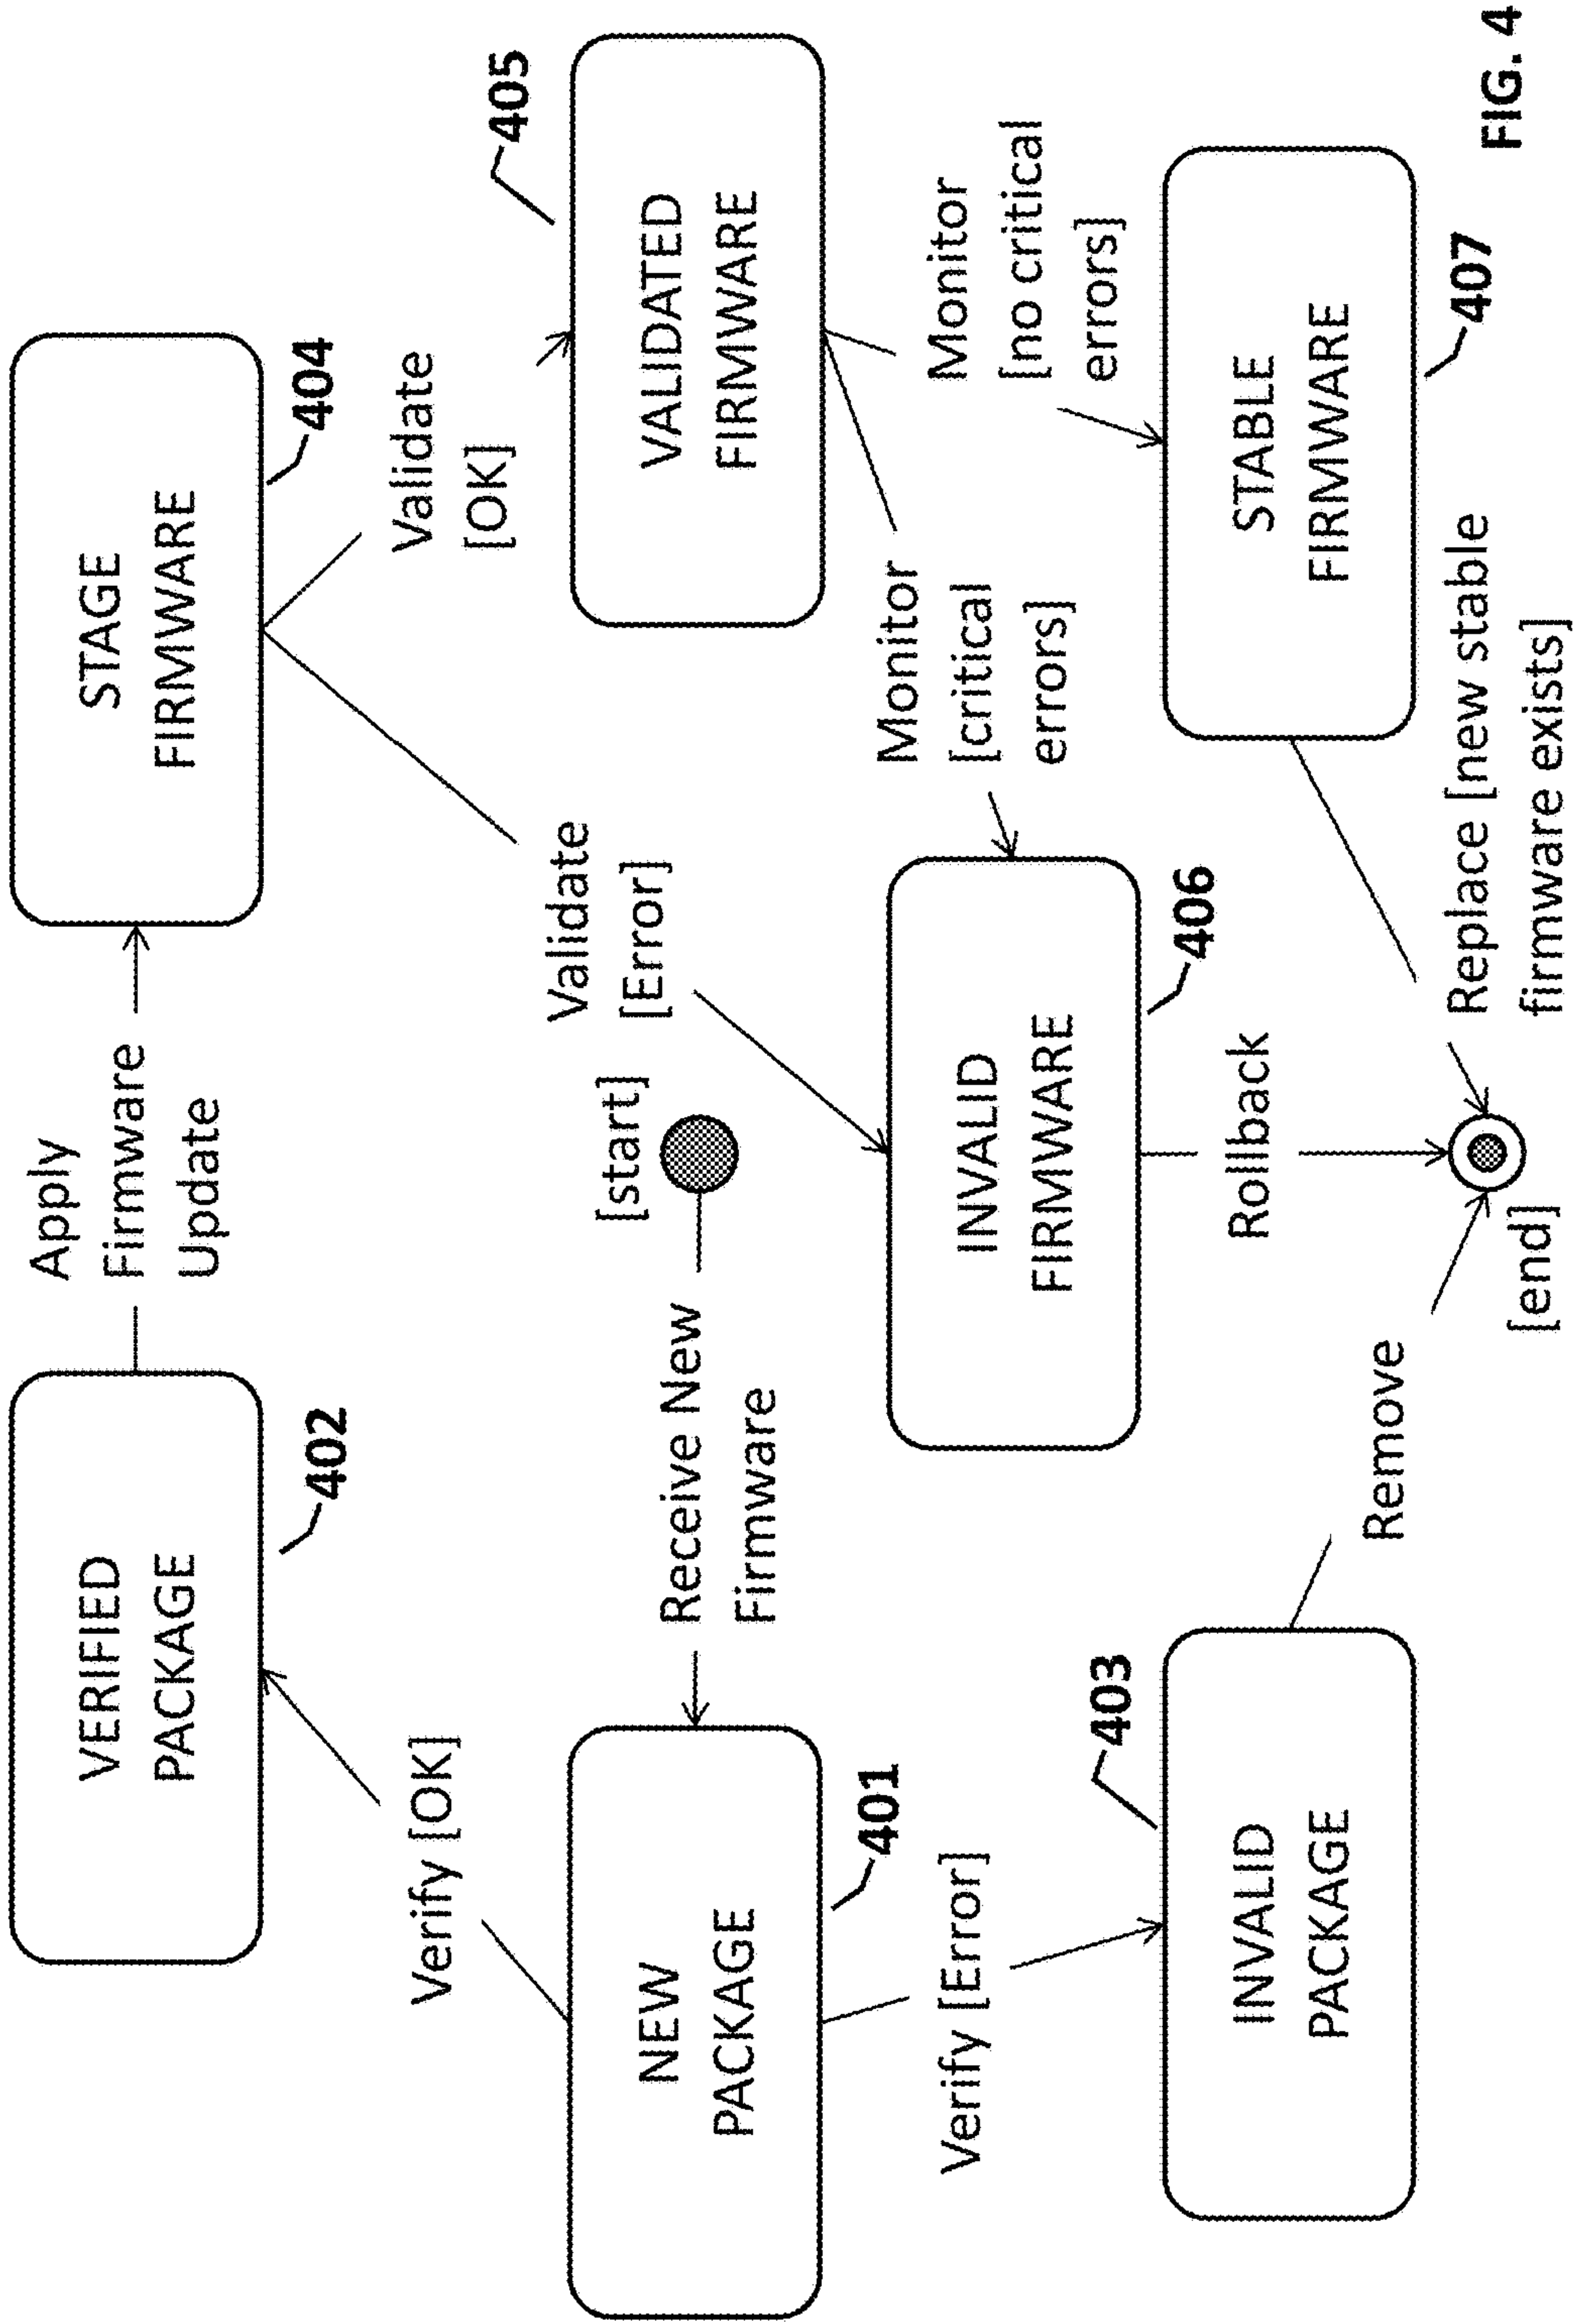 VERIFIED
PACKAGE
402
Apply
Firmware
Update
STAGE
FIRMWARE
404
Verify [OK]
[start]
Validate
[OK]
Validate
[Error]
NEW
PACKAGE
401
Receive New
Firmware
405
VALIDATED
FIRMWARE
Verify [Error]
INVALID
FIRMWARE
406
Monitor
[critical
errors]
Monitor
[no critical
errors]
403
INVALID
PACKAGE
Remove
Rollback
STABLE
FIRMWARE
407
[end]
Replace [new stable
firmware exists]
FIG. 4